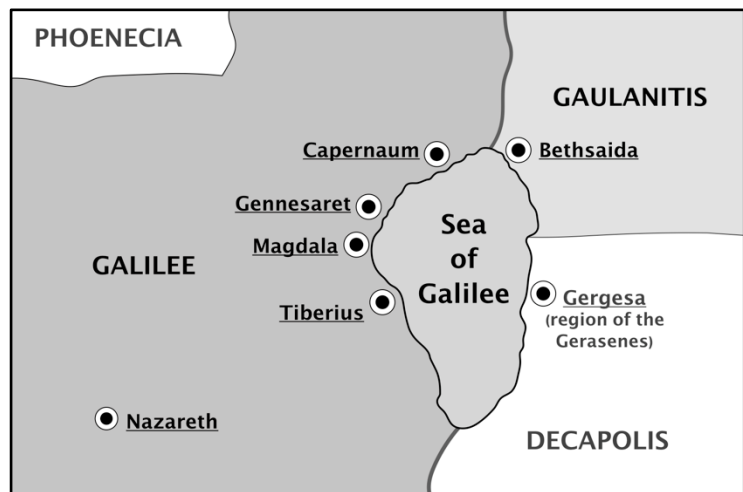 PHOENECIA
GAULANITIS
Capernaum
Bethsaida
Gennesaret
Sea
of
Galilee
Magdala
GALILEE
Tiberius
Gergesa
(region of the
Gerasenes)
Nazareth
DECAPOLIS